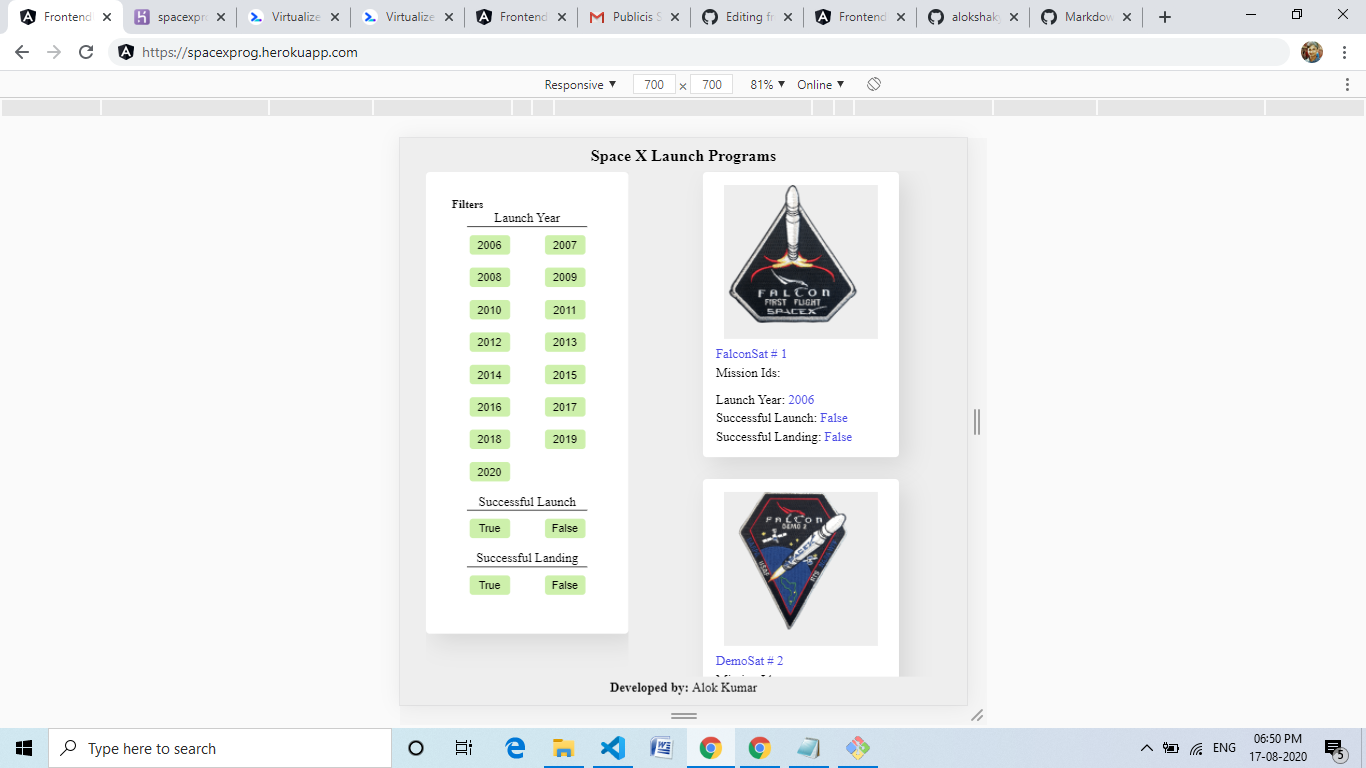 Frontend
spacexpro
Virtualize
Virtualize
Frontend
Publicis S
Editing fr
Frontend
alokshaky
Markdow
https://spacexprog.herokuapp.com
Responsive ▼ 700 × 700 81% ▼ Online ▼
Space X Launch Programs
Filters
Launch Year
2006 2007
2008 2009
2010 2011
2012 2013
2014 2015
2016 2017
2018 2019
2020
Successful Launch
True False
Successful Landing
True False
FALCON
FIRST FLIGHT
SPACEX
FalconSat # 1
Mission Ids:
Launch Year: 2006
Successful Launch: False
Successful Landing: False
FALCON
DEMO 2
SPACEX
DemoSat # 2
Developed by: Alok Kumar
Type here to search
ENG
06:50 PM
17-08-2020
5